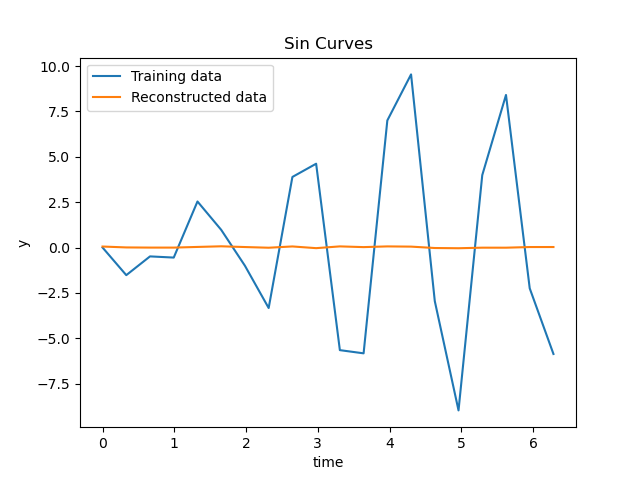 Sin Curves
Training data
Reconstructed data
10.0
7.5
5.0
2.5
0.0
−2.5
−5.0
−7.5
y
0 1 2 3 4 5 6
time